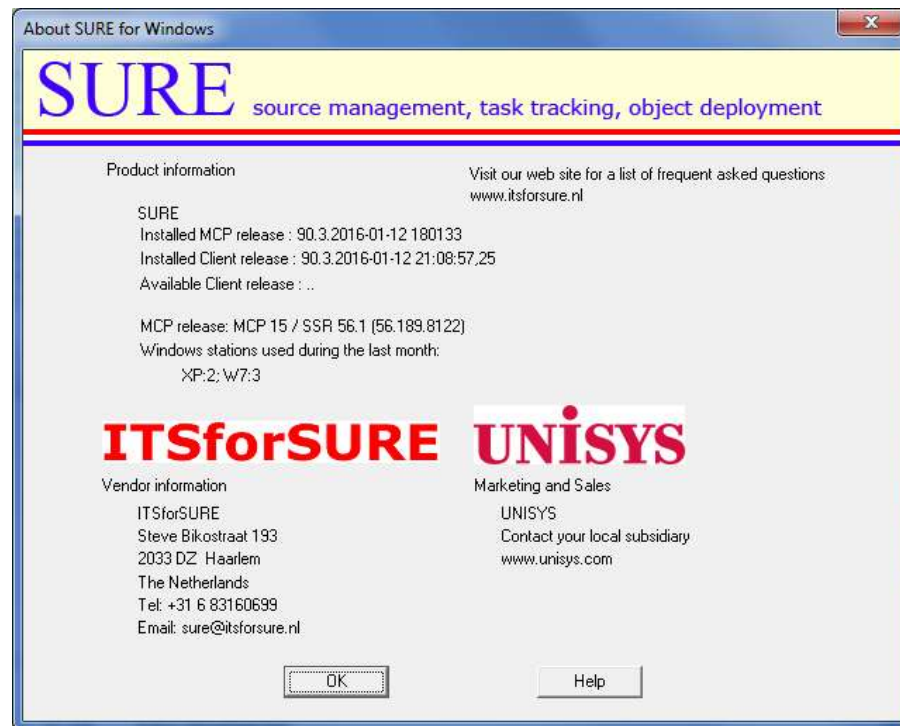 About SURE for Windows
SURE source management, task tracking, object deployment
Product information
Visit our web site for a list of frequent asked questions
www.itsforsure.nl
SURE
Installed MCP release : 90.3.2016-01-12 180133
Installed Client release : 90.3.2016-01-12 21:08:57,25
Available Client release : ..
MCP release: MCP 15 / SSR 56.1 (56.189.8122)
Windows stations used during the last month:
XP:2; W7:3
ITSforSURE
Vendor information
ITSforSURE
Steve Bikostraat 193
2033 DZ  Haarlem
The Netherlands
Tel: +31 6 83160699
Email: sure@itsforsure.nl
UNISYS
Marketing and Sales
UNISYS
Contact your local subsidiary
www.unisys.com
OK
Help